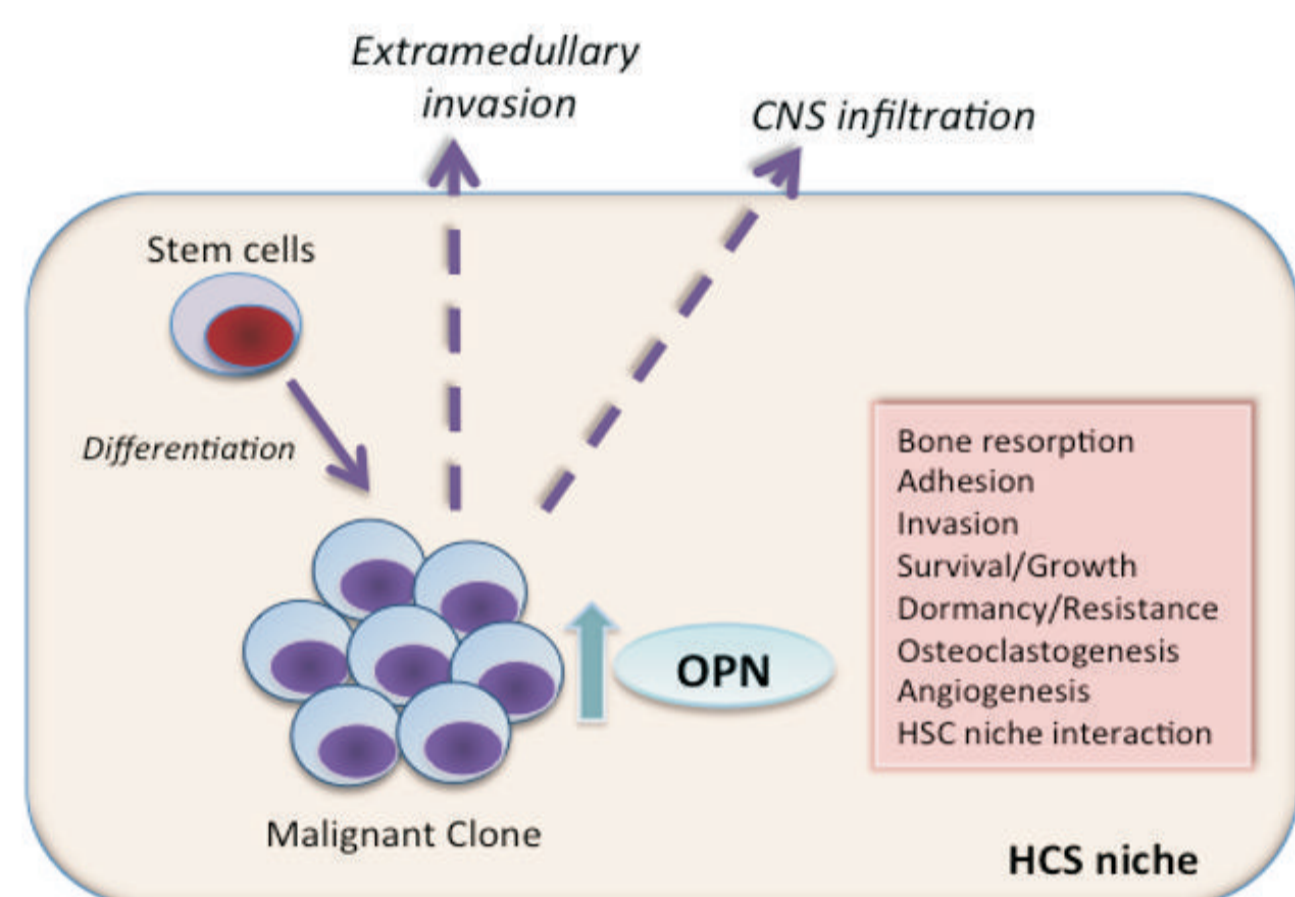 Extramedullary
invasion
CNS infiltration
Stem cells
Differentiation
Bone resorption
Adhesion
Invasion
Survival/Growth
Dormancy/Resistance
Osteoclastogenesis
Angiogenesis
HSC niche interaction
OPN
Malignant Clone
HCS niche